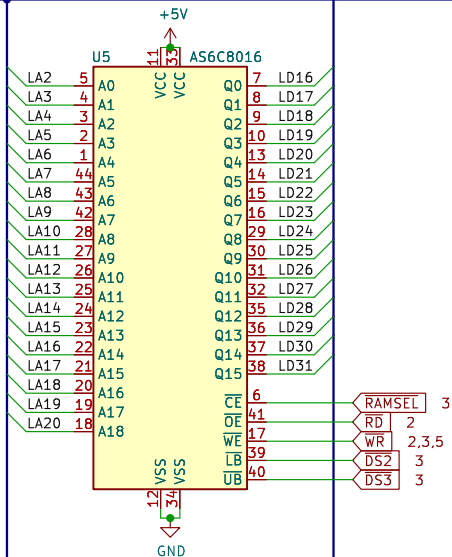 +5V
U5 AS6C8016
11 33
VCC VCC
LA2 5 A0 Q0 7 LD16
LA3 4 A1 Q1 8 LD17
LA4 3 A2 Q2 9 LD18
LA5 2 A3 Q3 10 LD19
LA6 1 A4 Q4 13 LD20
LA7 44 A5 Q5 14 LD21
LA8 43 A6 Q6 15 LD22
LA9 42 A7 Q7 16 LD23
LA10 28 A8 Q8 29 LD24
LA11 27 A9 Q9 30 LD25
LA12 26 A10 Q10 31 LD26
LA13 25 A11 Q11 32 LD27
LA14 24 A12 Q12 35 LD28
LA15 23 A13 Q13 36 LD29
LA16 22 A14 Q14 37 LD30
LA17 21 A15 Q15 38 LD31
LA18 20 A16
LA19 19 A17
LA20 18 A18
CE 6 RAMSEL 3
OE 41 RD 2
WE 17 WR 2,3,5
LB 39 DS2 3
UB 40 DS3 3
VSS VSS
12 34
GND